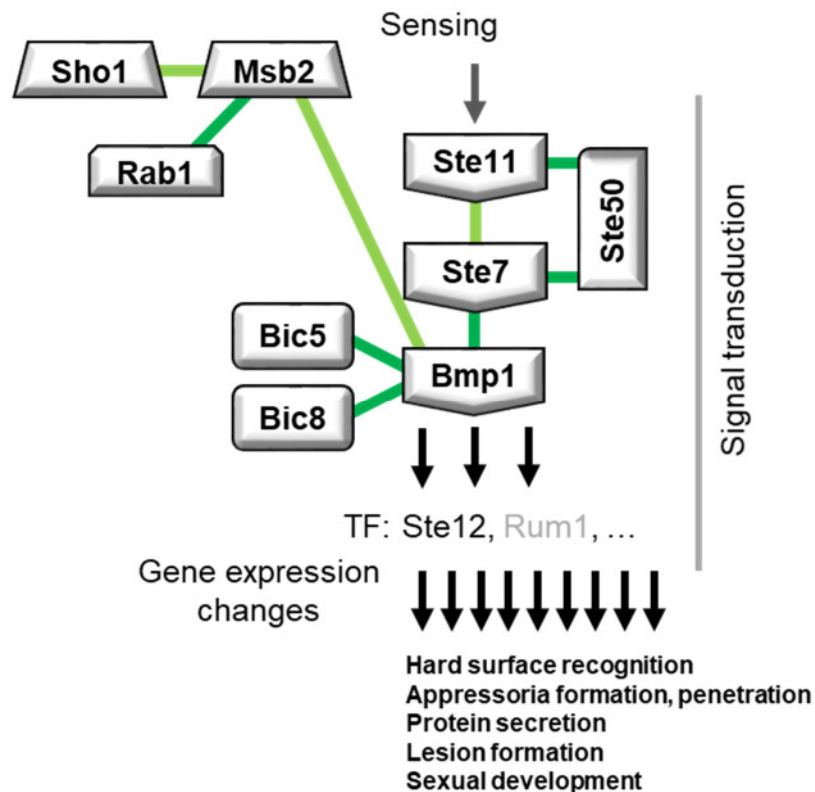 Sensing
Sho1
Msb2
Rab1
Ste11
Ste50
Ste7
Bic5
Bmp1
Bic8
Signal transduction
TF: Ste12, Rum1, ...
Gene expression
changes
Hard surface recognition
Appressoria formation, penetration
Protein secretion
Lesion formation
Sexual development